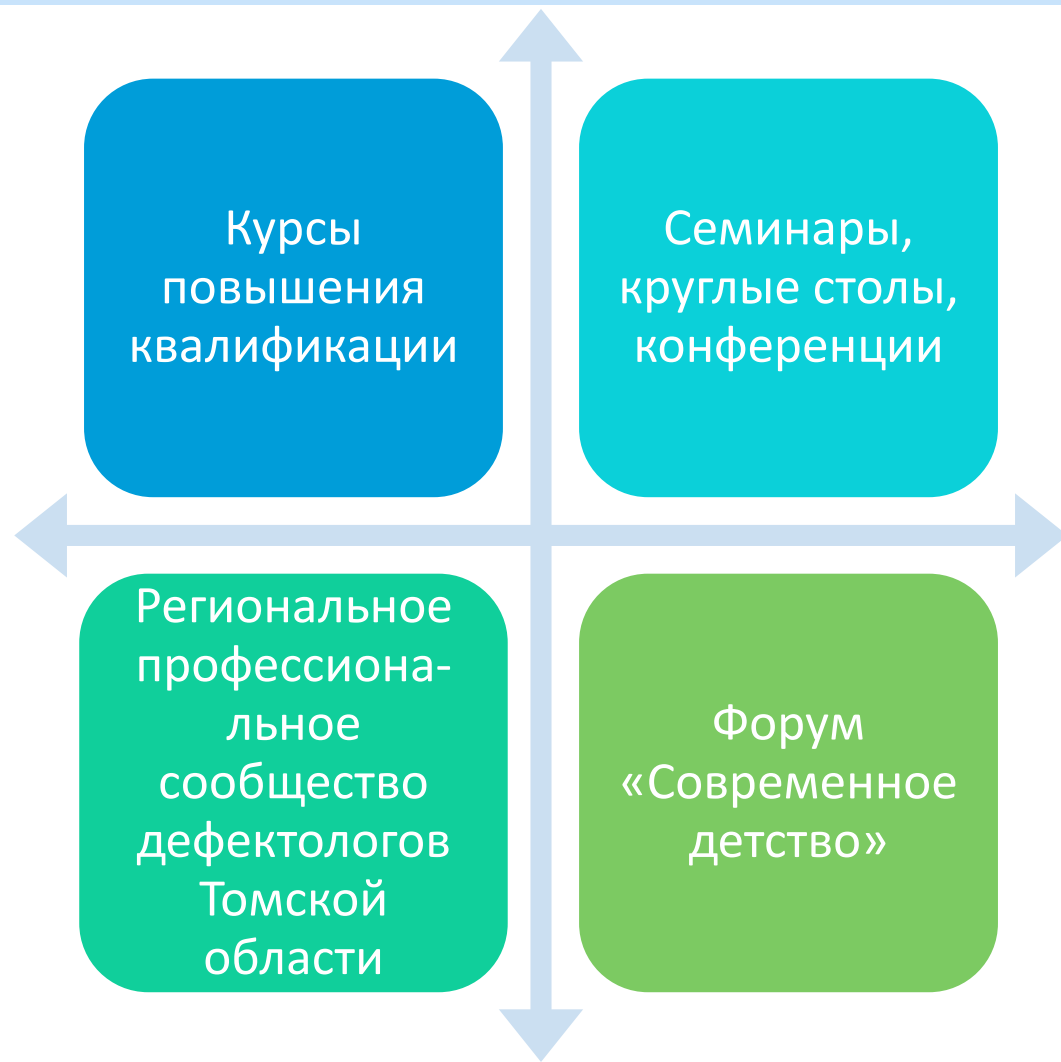 Курсы
повышения
квалификации
Семинары,
круглые столы,
конференции
Региональное
профессиона-
льное
сообщество
дефектологов
Томской
области
Форум
«Современное
детство»